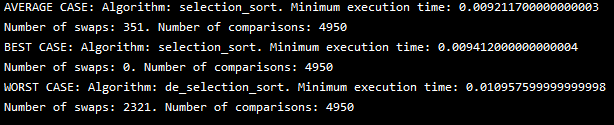 AVERAGE CASE: Algorithm: selection_sort. Minimum execution time: 0.009211700000000003
Number of swaps: 351. Number of comparisons: 4950
BEST CASE: Algorithm: selection_sort. Minimum execution time: 0.009412000000000004
Number of swaps: 0. Number of comparisons: 4950
WORST CASE: Algorithm: de_selection_sort. Minimum execution time: 0.010957599999999998
Number of swaps: 2321. Number of comparisons: 4950